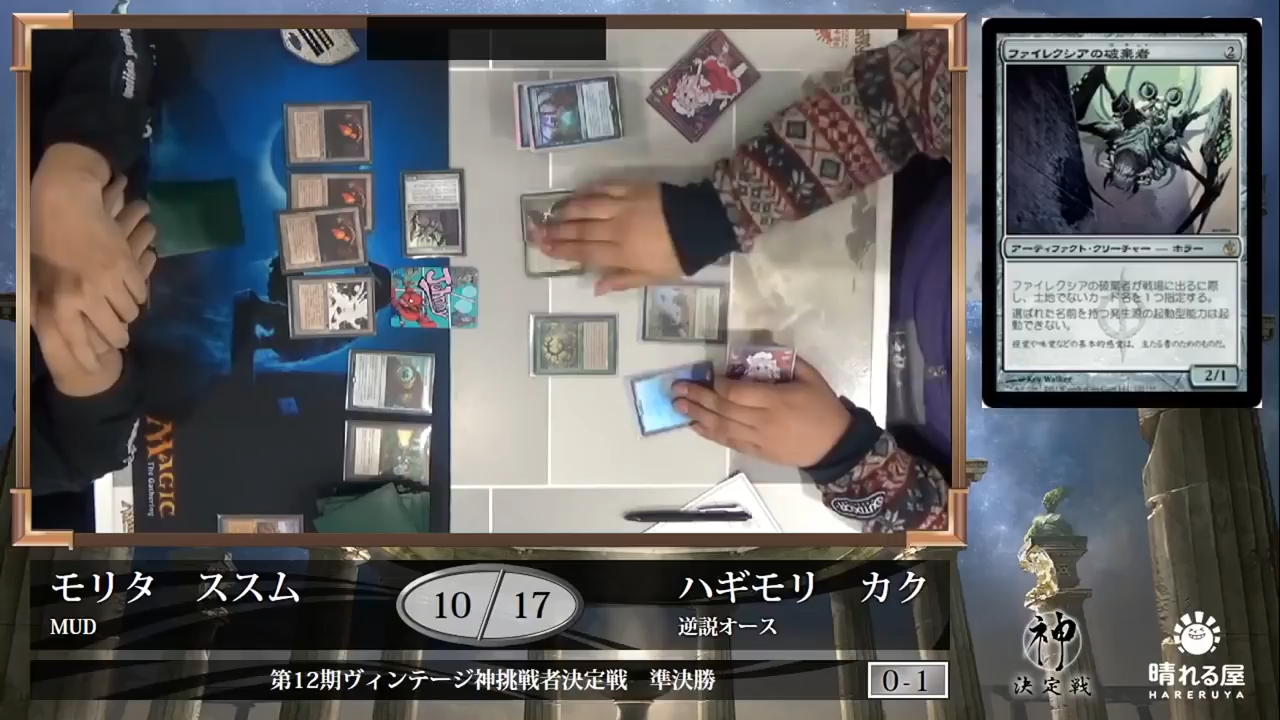 ファイレクシアの破棄者 2
アーティファクト・クリーチャー — ホラー
ファイレクシアの破棄者が戦場に出るに際
し、土地でないカード名を1つ指定する。
選ばれた名前を持つ発生源の起動型能力は起
動できない。
2/1
MAGIC
The Gathering
モリタ ススム
MUD
10 / 17
ハギモリ カク
逆説オース
第12期ヴィンテージ神挑戦者決定戦 準決勝
0-1
神
決定戦
晴れる屋
HARERUYA